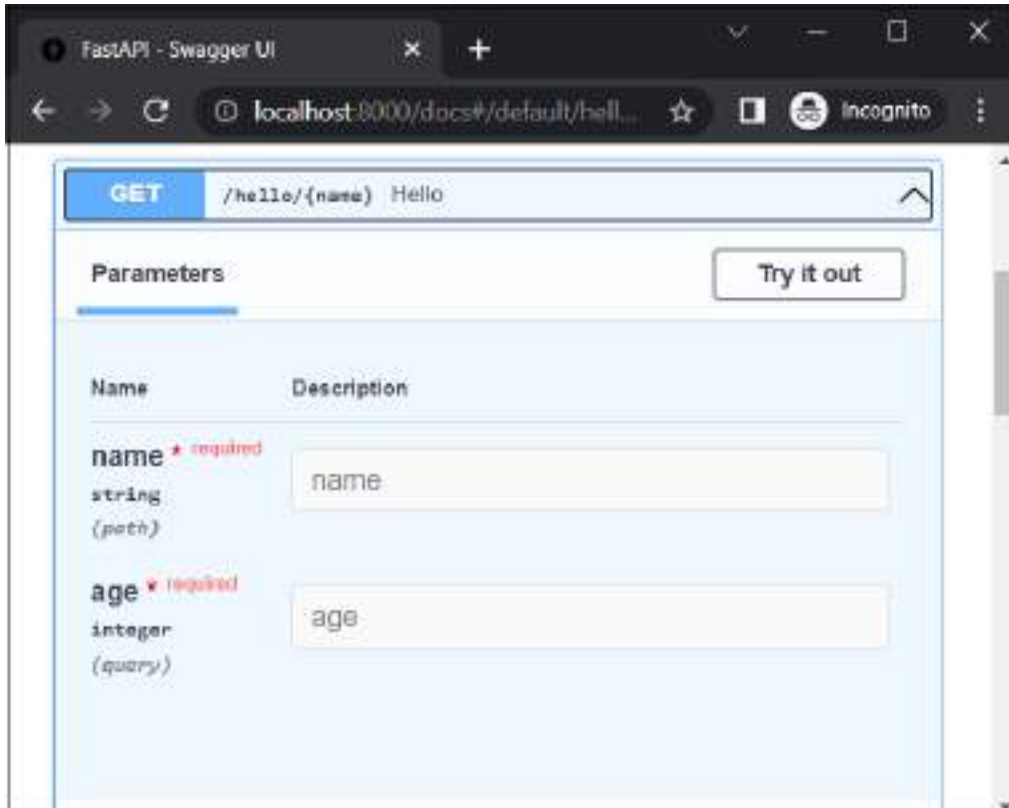 FastAPI - Swagger UI
localhost:8000/docs#/default/hell...
Incognito
GET /hello/{name} Hello
Parameters
Try it out
Name Description
name * required
name
string
(path)
age * required
age
integer
(query)